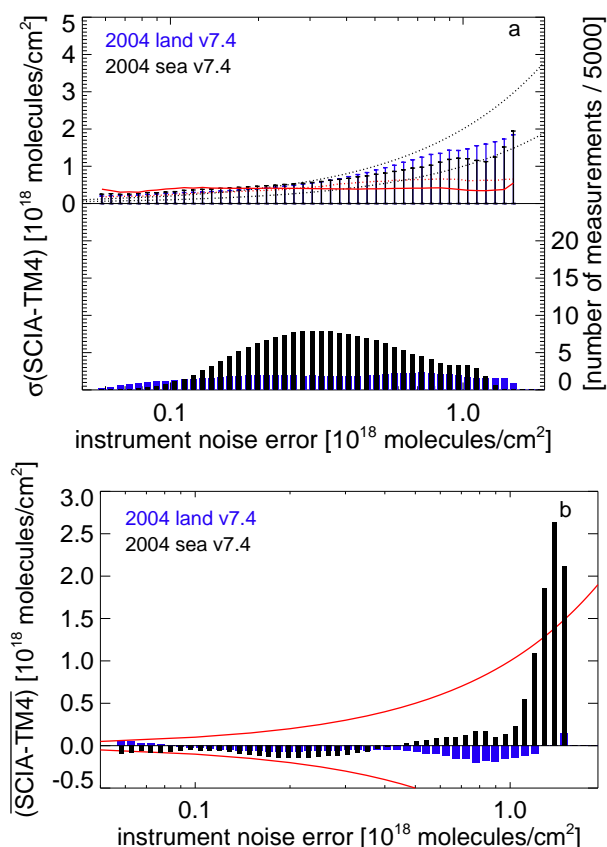 5
4
3
2
1
0
2004 land v7.4
2004 sea v7.4
a
σ(SCIA-TM4) [10¹⁸ molecules/cm²]
20
15
10
5
0
[number of measurements / 5000]
0.1 1.0
instrument noise error [10¹⁸ molecules/cm²]
3.0
2.5
2.0
1.5
1.0
0.5
0.0
-0.5
2004 land v7.4
2004 sea v7.4
b
(SCIA-TM4) [10¹⁸ molecules/cm²]
0.1 1.0
instrument noise error [10¹⁸ molecules/cm²]